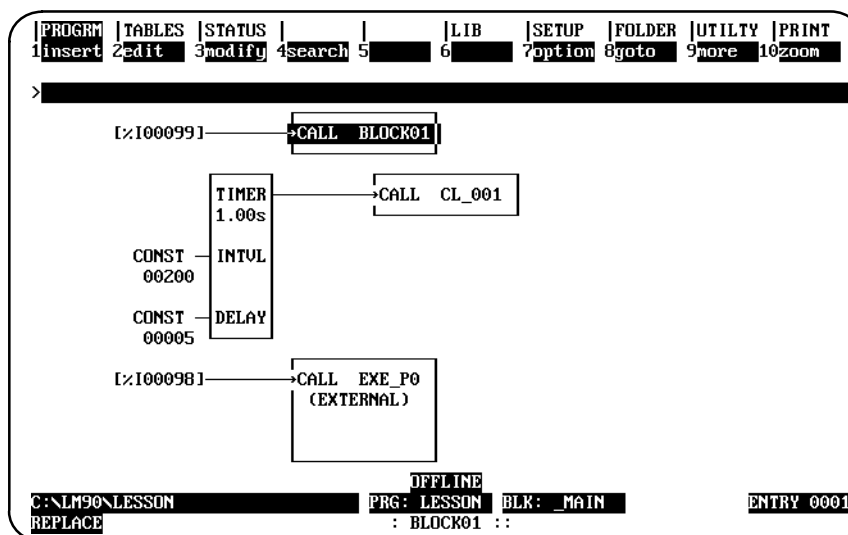 |PROGRM |TABLES |STATUS | | |LIB |SETUP |FOLDER |UTILTY |PRINT
1insert 2edit 3modify 4search 5 6 7option 8goto 9more 10zoom
>
[%I00099] CALL BLOCK01
TIMER CALL CL_001
1.00s
CONST INTVL
00200
CONST DELAY
00005
[%I00098] CALL EXE_P0
(EXTERNAL)
OFFLINE
C:\LM90\LESSON PRG: LESSON BLK: _MAIN ENTRY 0001
REPLACE : BLOCK01 ::